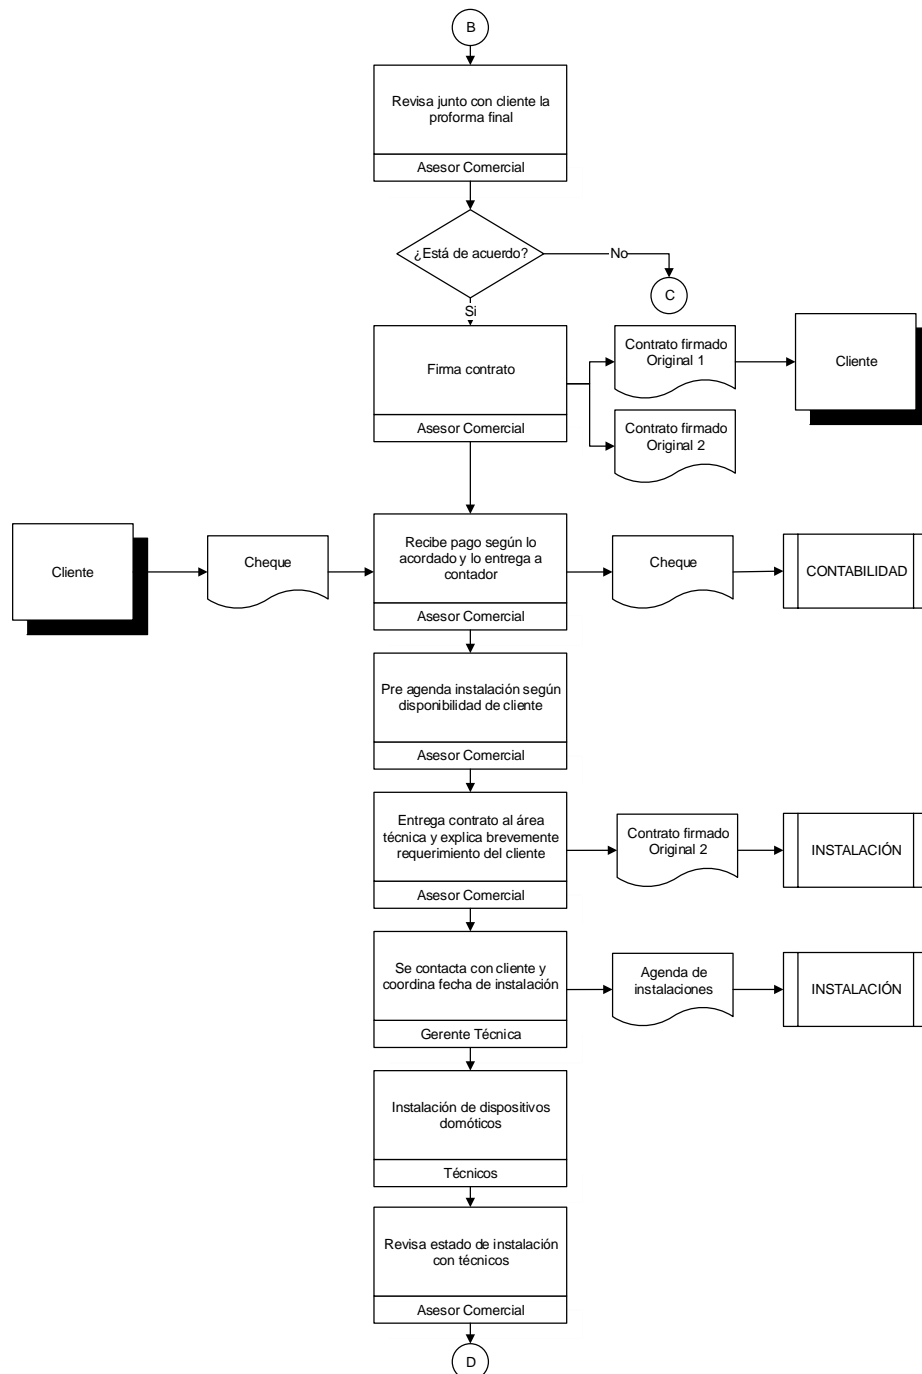 B
Revisa junto con cliente la
proforma final
Asesor Comercial
¿Está de acuerdo?
No
C
Si
Firma contrato
Asesor Comercial
Contrato firmado
Original 1
Cliente
Contrato firmado
Original 2
Cliente
Cheque
Recibe pago según lo
acordado y lo entrega a
contador
Asesor Comercial
Cheque
CONTABILIDAD
Pre agenda instalación según
disponibilidad de cliente
Asesor Comercial
Entrega contrato al área
técnica y explica brevemente
requerimiento del cliente
Asesor Comercial
Contrato firmado
Original 2
INSTALACIÓN
Se contacta con cliente y
coordina fecha de instalación
Gerente Técnica
Agenda de
instalaciones
INSTALACIÓN
Instalación de dispositivos
domóticos
Técnicos
Revisa estado de instalación
con técnicos
Asesor Comercial
D